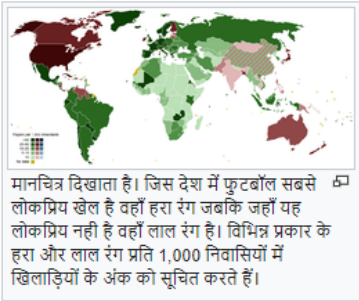 मानचित्र दिखाता है। जिस देश में फुटबॉल सबसे
लोकप्रिय खेल है वहाँ हरा रंग जबकि जहाँ यह
लोकप्रिय नही है वहाँ लाल रंग है। विभिन्न प्रकार के
हरा और लाल रंग प्रति 1,000 निवासियों में
खिलाड़ियों के अंक को सूचित करते हैं।